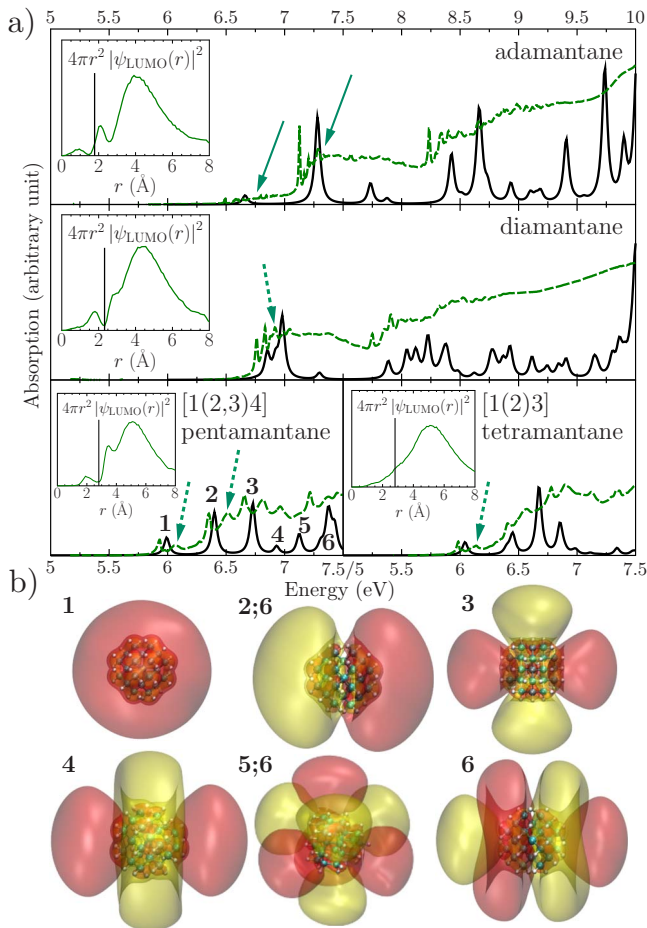 a)
5 5.5 6 6.5 7 7.5 8 8.5 9 9.5 10
4πr² |ψLUMO(r)|²
0 2 4 6 8
r (Å)
adamantane
4πr² |ψLUMO(r)|²
0 2 4 6 8
r (Å)
diamantane
Absorption (arbitrary unit)
4πr² |ψLUMO(r)|²
0 2 4 6 8
r (Å)
[1(2,3)4]
pentamantane
1 2 3 4 5 6
4πr² |ψLUMO(r)|²
0 2 4 6 8
r (Å)
[1(2)3]
tetramantane
5 5.5 6 6.5 7 7.5/5 5.5 6 6.5 7 7.5
Energy (eV)
b)
1 2;6 3
4 5;6 6